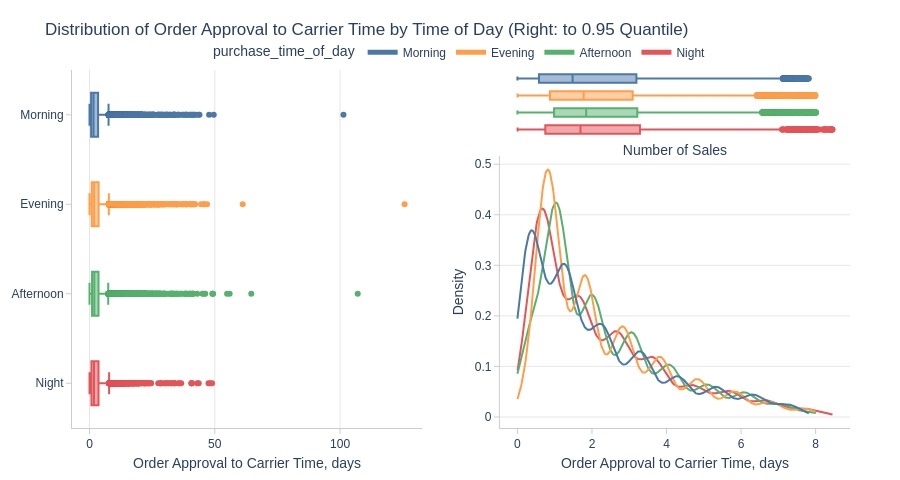 Distribution of Order Approval to Carrier Time by Time of Day (Right: to 0.95 Quantile)
purchase_time_of_day Morning Evening Afternoon Night
Morning
Evening
Afternoon
Night
0 50 100
Order Approval to Carrier Time, days
Number of Sales
0.5
0.4
0.3
0.2
0.1
0
Density
0 2 4 6 8
Order Approval to Carrier Time, days